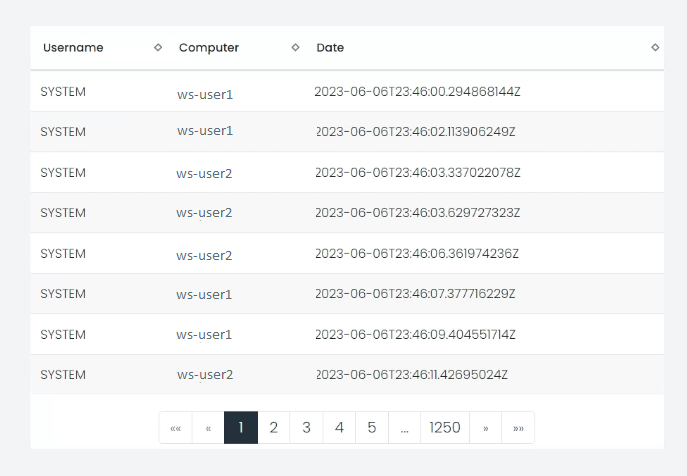 Username Computer Date
SYSTEM ws-user1 2023-06-06T23:46:00.294868144Z
SYSTEM ws-user1 2023-06-06T23:46:02.113906249Z
SYSTEM ws-user2 2023-06-06T23:46:03.337022078Z
SYSTEM ws-user2 2023-06-06T23:46:03.629727323Z
SYSTEM ws-user2 2023-06-06T23:46:06.361974236Z
SYSTEM ws-user1 2023-06-06T23:46:07.377716229Z
SYSTEM ws-user1 2023-06-06T23:46:09.404551714Z
SYSTEM ws-user2 2023-06-06T23:46:11.42695024Z
«« « 1 2 3 4 5 ... 1250 » »»